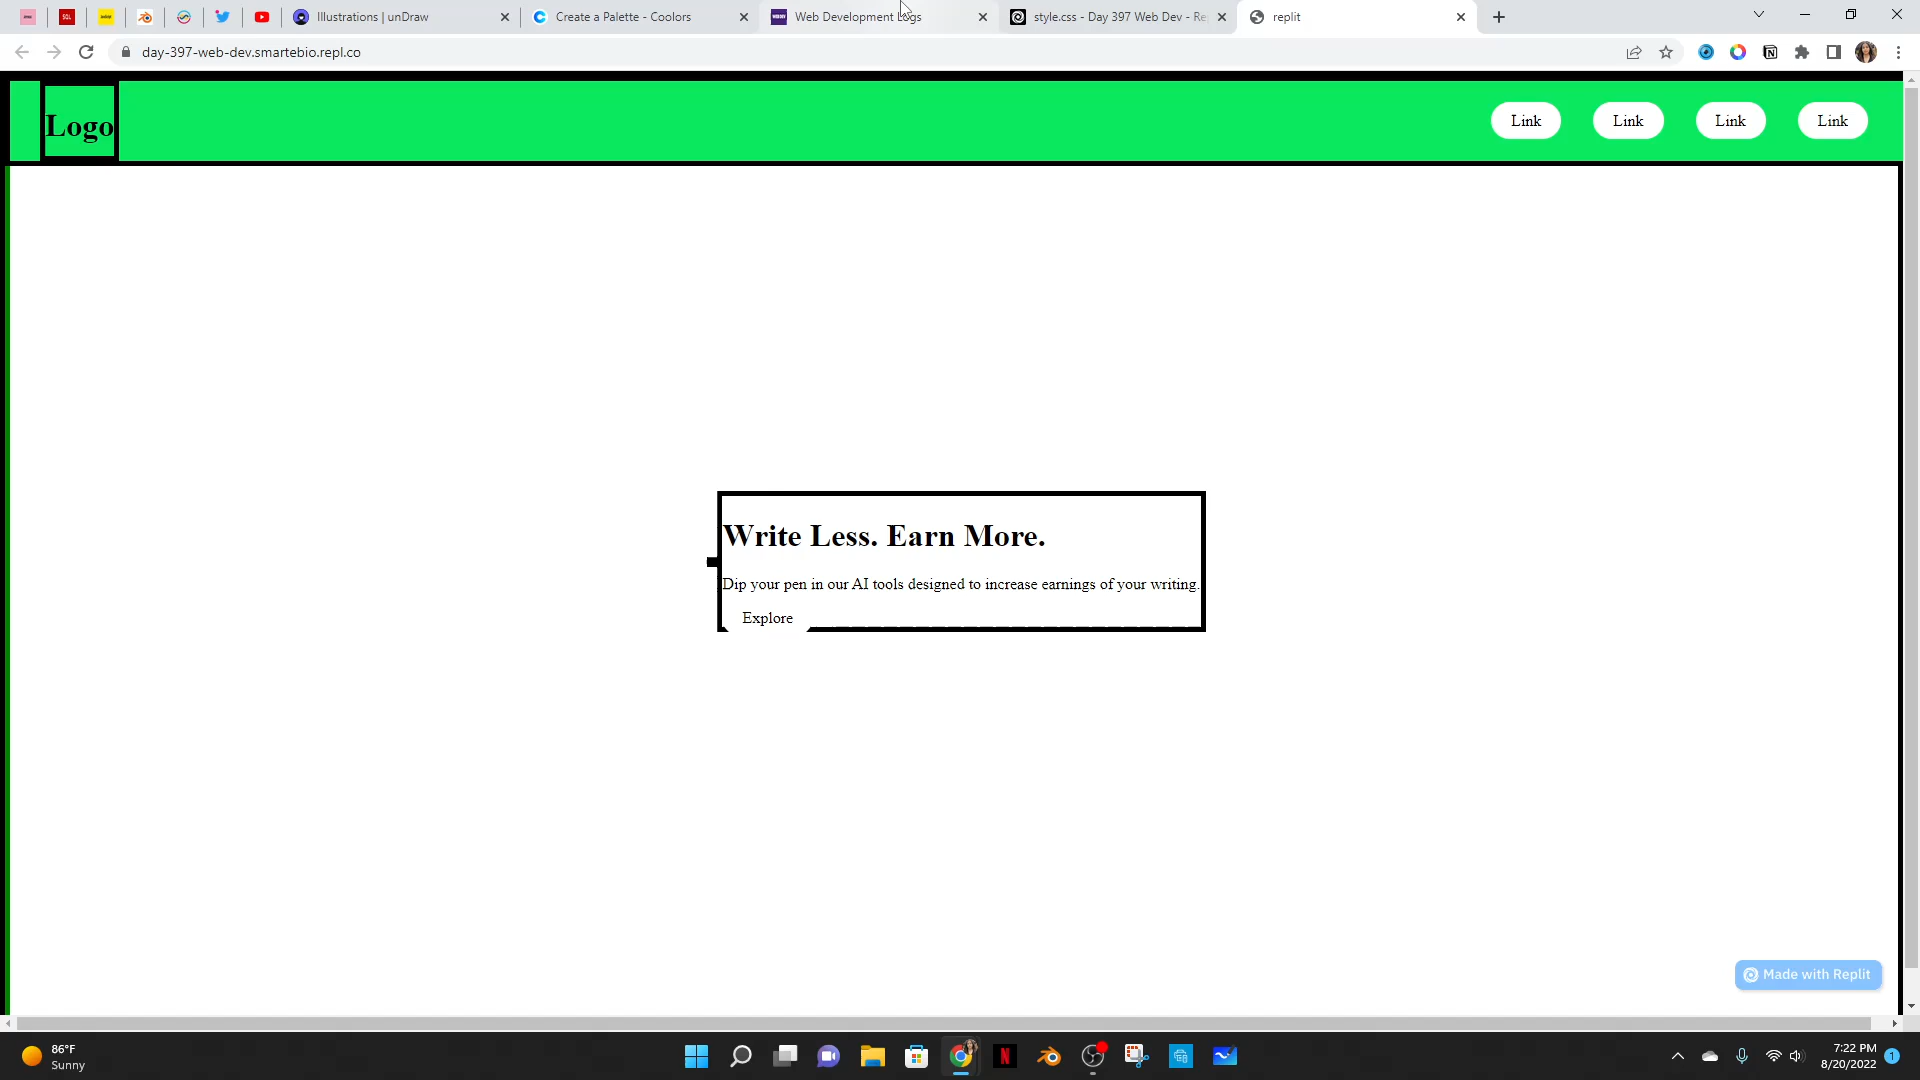 Illustrations | unDraw
Create a Palette - Coolors
Web Development Logs
style.css - Day 397 Web Dev - Re
replit
day-397-web-dev.smartebio.repl.co
Logo
Link
Link
Link
Link
Write Less. Earn More.
Dip your pen in our AI tools designed to increase earnings of your writing.
Explore
Made with Replit
86°F
Sunny
7:22 PM
8/20/2022
1